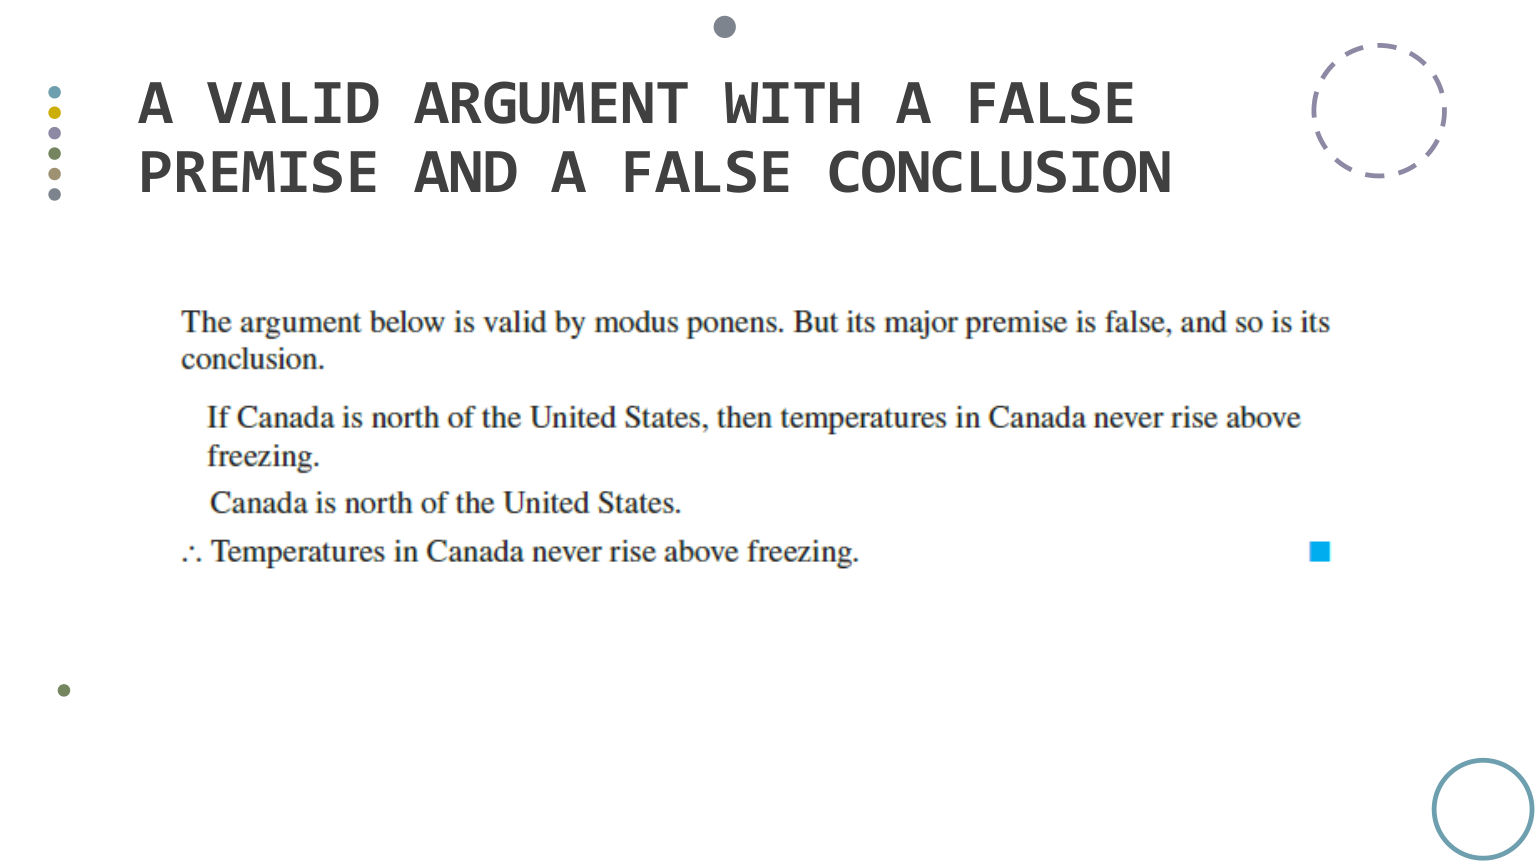 A VALID ARGUMENT WITH A FALSE
PREMISE AND A FALSE CONCLUSION
The argument below is valid by modus ponens. But its major premise is false, and so is its
conclusion.
If Canada is north of the United States, then temperatures in Canada never rise above
freezing.
Canada is north of the United States.
∴ Temperatures in Canada never rise above freezing.